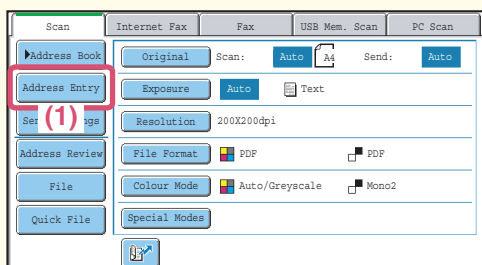 Scan Internet Fax Fax USB Mem. Scan PC Scan
Address Book Original Scan: Auto A4 Send: Auto
Address Entry Exposure Auto Text
(1)
Resolution 200X200dpi
Address Review File Format PDF PDF
File Colour Mode Auto/Greyscale Mono2
Quick File Special Modes